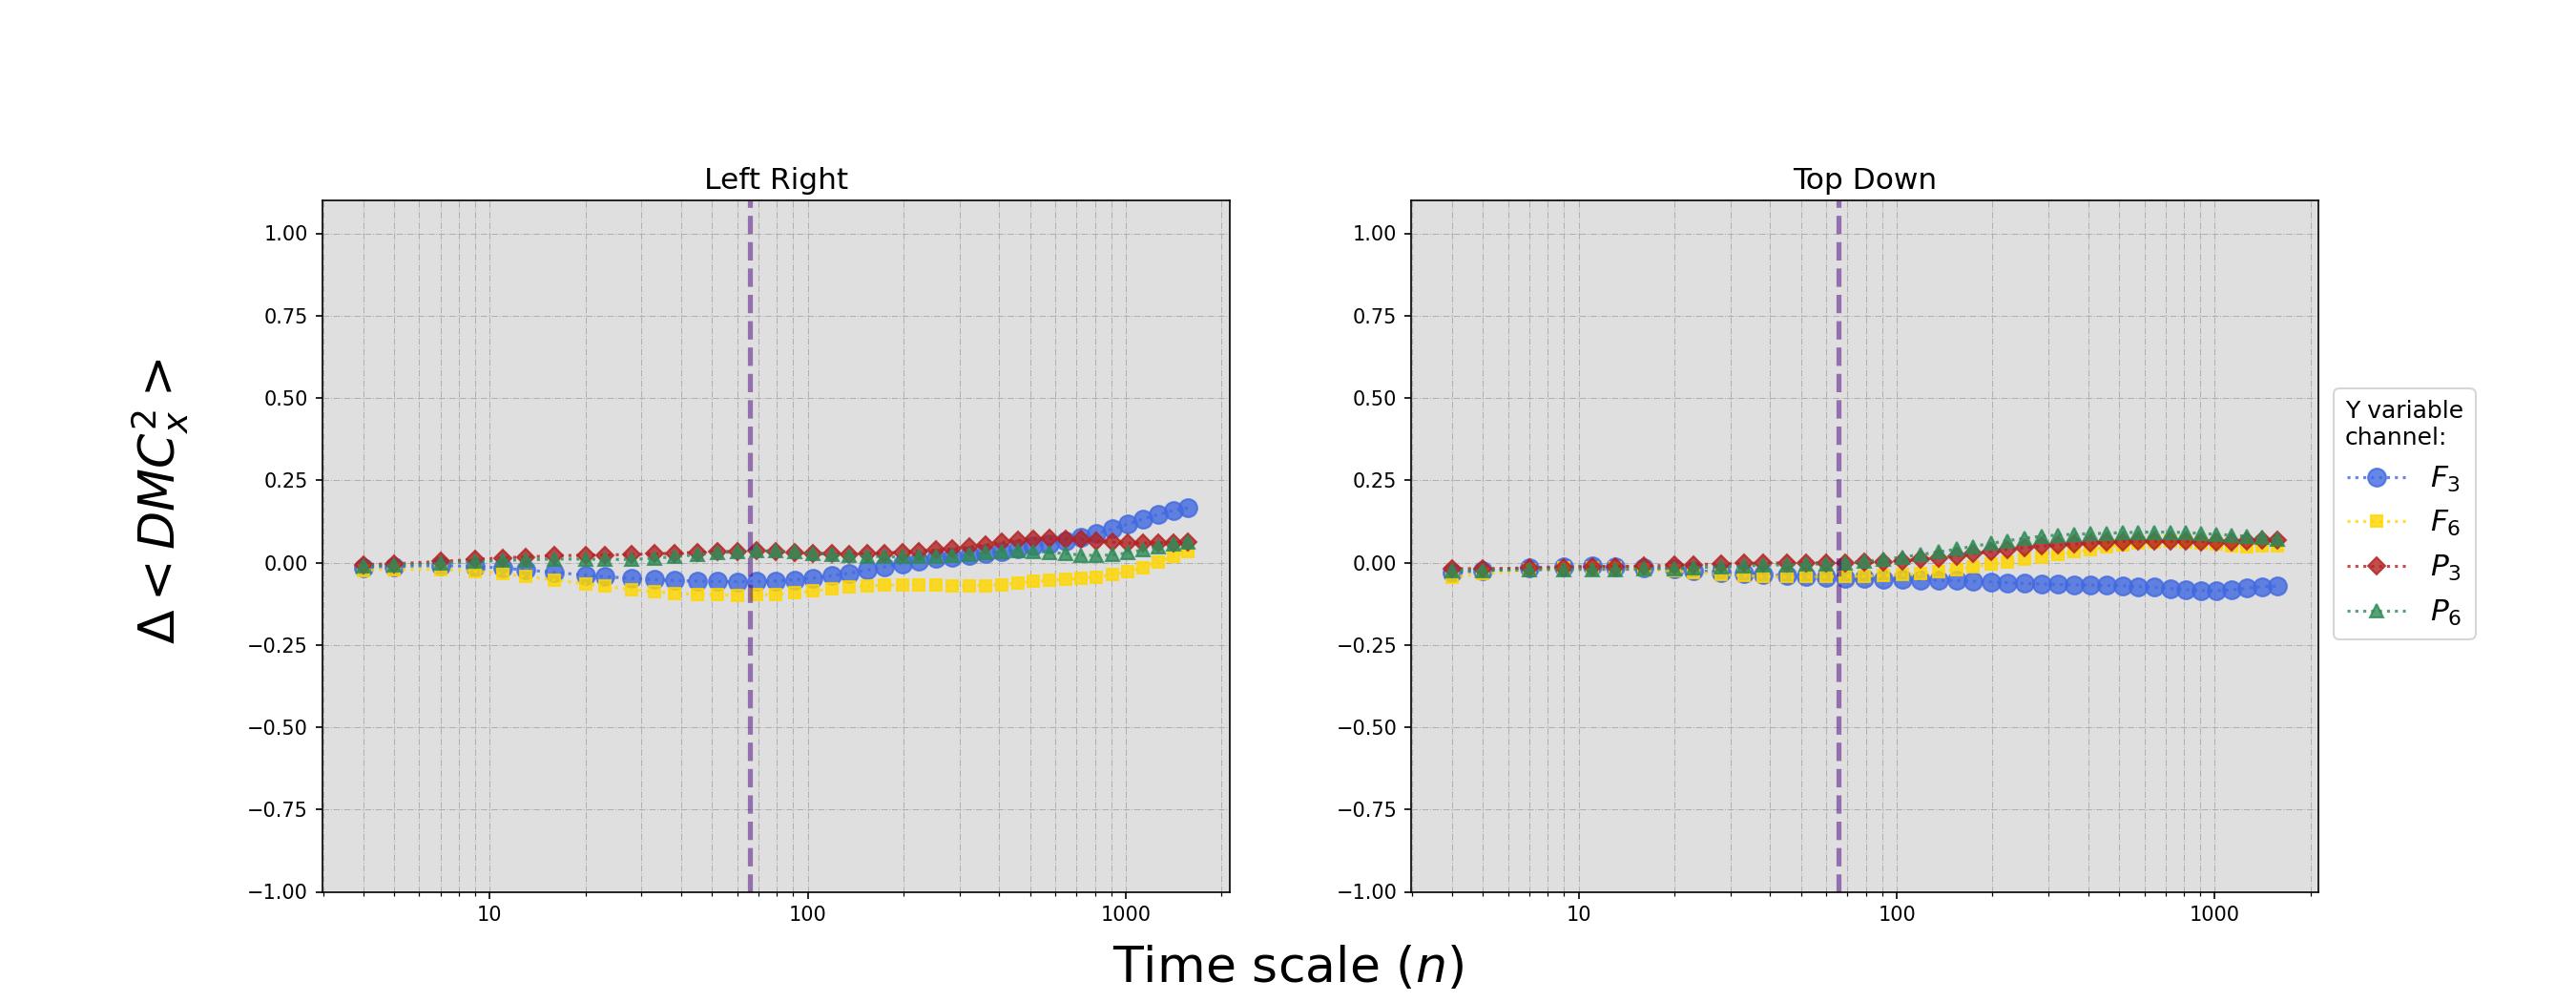 Left Right
Top Down
Δ < DMC²ₓ >
1.00
0.75
0.50
0.25
0.00
−0.25
−0.50
−0.75
−1.00
10 100 1000
1.00
0.75
0.50
0.25
0.00
−0.25
−0.50
−0.75
−1.00
10 100 1000
Y variable
channel:
F₃
F₆
P₃
P₆
Time scale (n)